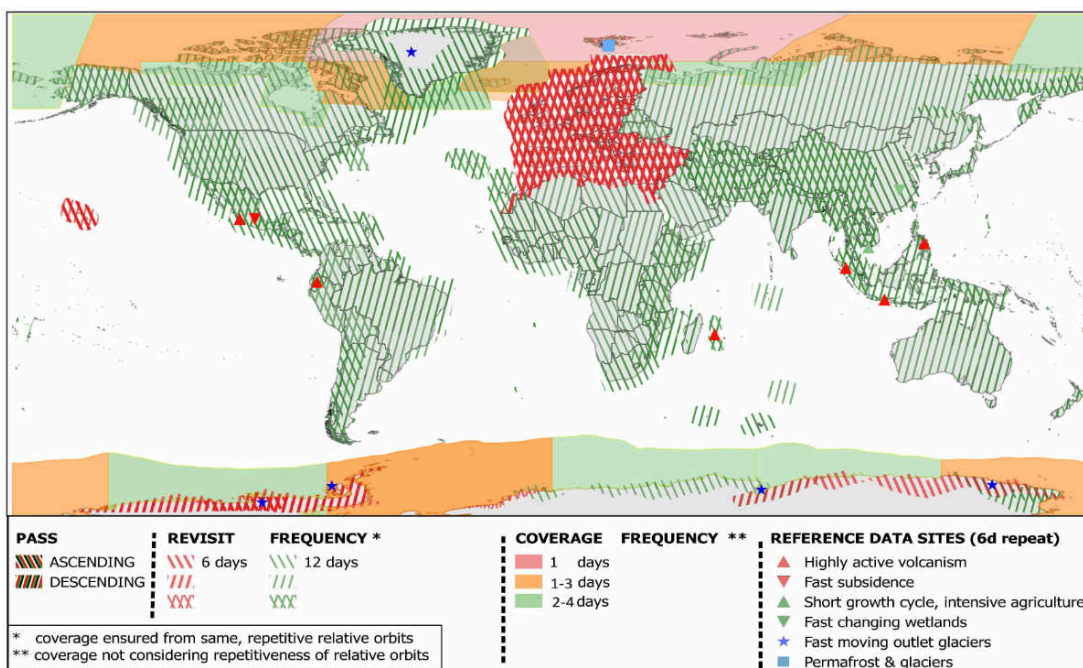 PASS
ASCENDING
DESCENDING
REVISIT FREQUENCY *
6 days 12 days
COVERAGE FREQUENCY **
1 days
1-3 days
2-4 days
REFERENCE DATA SITES (6d repeat)
Highly active volcanism
Fast subsidence
Short growth cycle, intensive agriculture
Fast changing wetlands
Fast moving outlet glaciers
Permafrost & glaciers
* coverage ensured from same, repetitive relative orbits
** coverage not considering repetitiveness of relative orbits